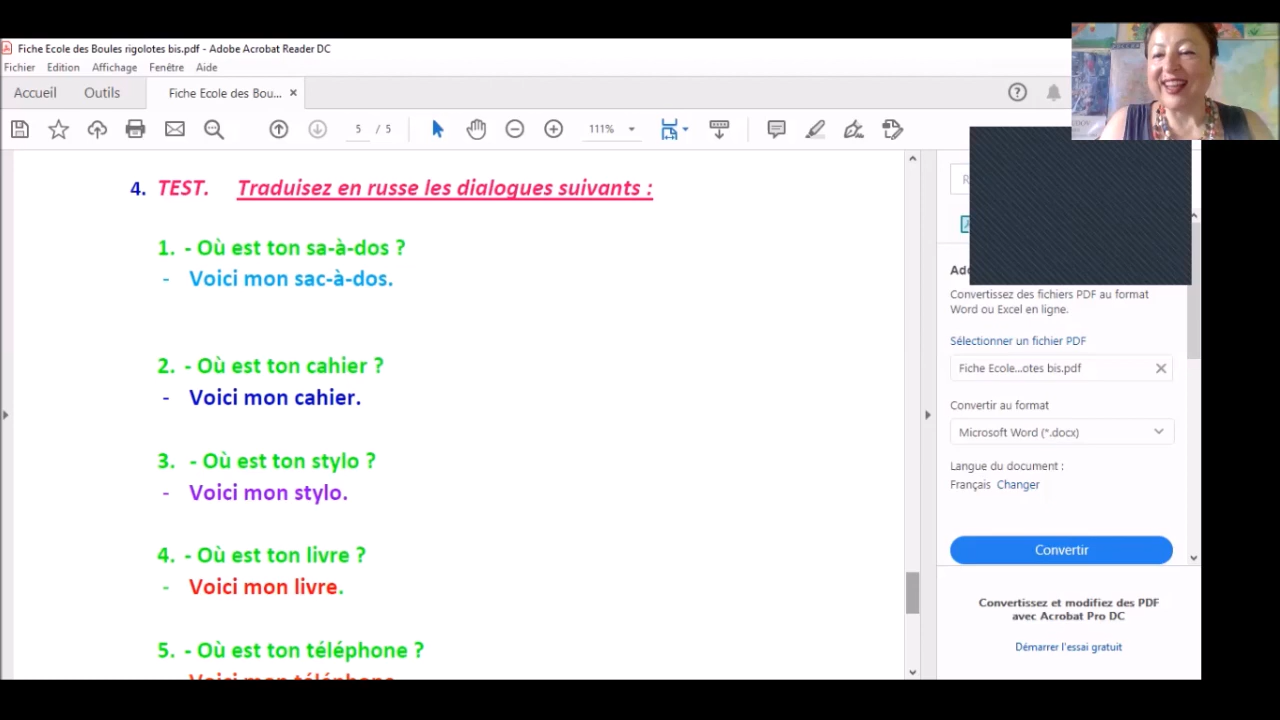 Fiche Ecole des Boules rigolotes bis.pdf - Adobe Acrobat Reader DC
Fichier Edition Affichage Fenêtre Aide
Accueil Outils Fiche Ecole des Bou... ×
5 / 5 111%
4. TEST. Traduisez en russe les dialogues suivants :
1. - Où est ton sa-à-dos ?
- Voici mon sac-à-dos.
2. - Où est ton cahier ?
- Voici mon cahier.
3. - Où est ton stylo ?
- Voici mon stylo.
4. - Où est ton livre ?
- Voici mon livre.
5. - Où est ton téléphone ?
Voici mon téléphone
Convertissez des fichiers PDF au format
Word ou Excel en ligne.
Sélectionner un fichier PDF
Fiche Ecole...otes bis.pdf
Convertir au format
Microsoft Word (*.docx)
Langue du document :
Français Changer
Convertir
Convertissez et modifiez des PDF
avec Acrobat Pro DC
Démarrer l'essai gratuit